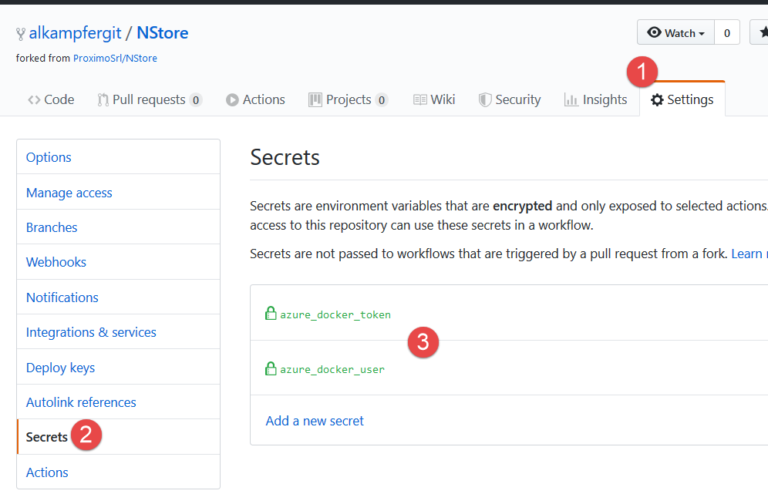 alkampfergit / NStore
Watch 0
forked from ProximoSrl/NStore
1
Code Pull requests 0 Actions Projects 0 Wiki Security Insights Settings
Options
Manage access
Branches
Webhooks
Notifications
Integrations & services
Deploy keys
Autolink references
Secrets 2
Actions
Secrets
Secrets are environment variables that are encrypted and only exposed to selected actions.
access to this repository can use these secrets in a workflow.
Secrets are not passed to workflows that are triggered by a pull request from a fork. Learn
azure_docker_token
3
azure_docker_user
Add a new secret